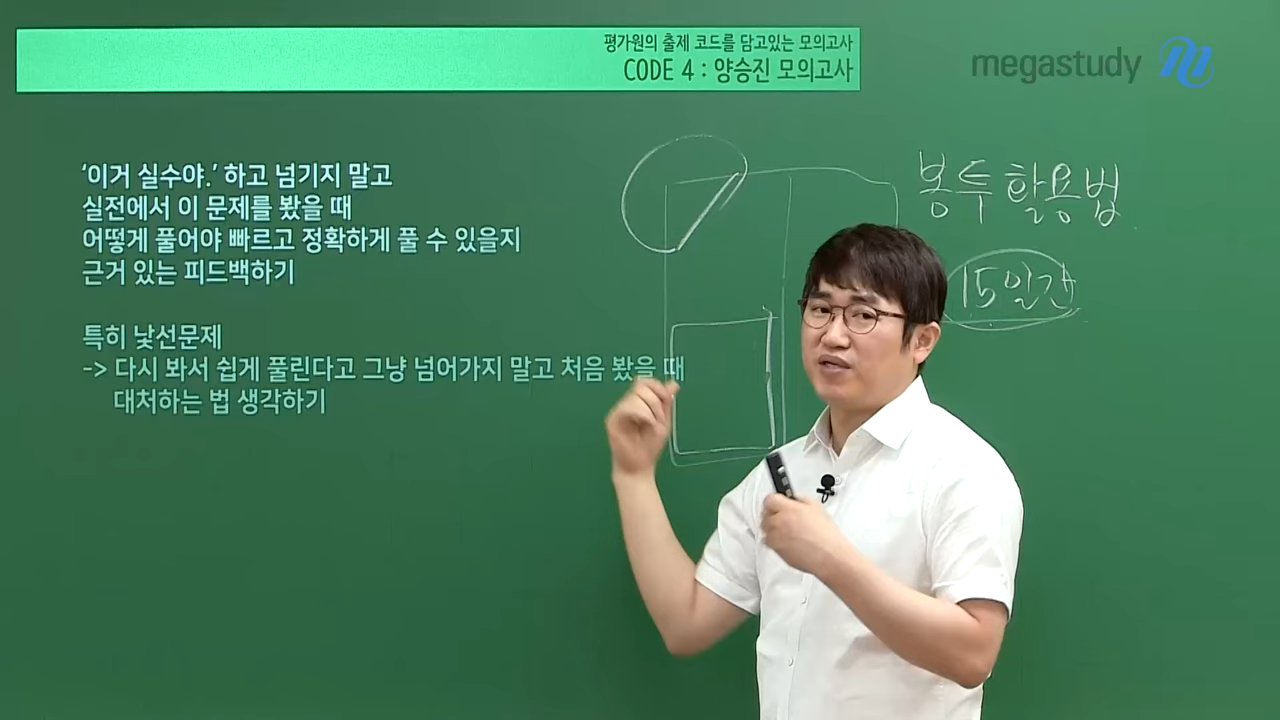 평가원의 출제 코드를 담고있는 모의고사
CODE 4 : 양승진 모의고사
megastudy
'이거 실수야.' 하고 넘기지 말고
실전에서 이 문제를 봤을 때
어떻게 풀어야 빠르고 정확하게 풀 수 있을지
근거 있는 피드백하기
특히 낯선문제
-> 다시 봐서 쉽게 풀린다고 그냥 넘어가지 말고 처음 봤을 때
대처하는 법 생각하기
봉투 활용법
15일간